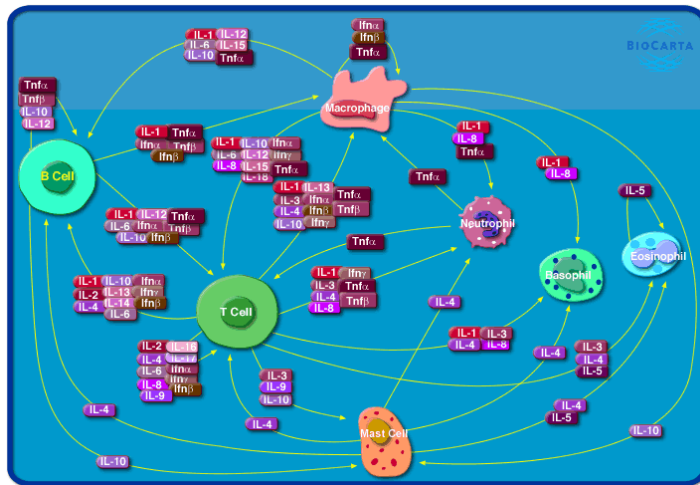 BIOCARTA
Ifnα
Ifnβ
Tnfα
IL-1 IL-12
IL-6 IL-15
IL-10 Tnfα
Tnfα
Tnfβ
IL-10
IL-12
Macrophage
IL-1 Tnfα
Ifnα Tnfβ
Ifnβ
IL-1 IL-10 Ifnα
IL-6 IL-12 Ifnγ
IL-8 IL-15 Tnfα
IL-18
IL-1
IL-8
Tnfα
IL-1
IL-8
B Cell
Tnfα
IL-5
IL-1 IL-13
IL-3 Ifnα Tnfα
IL-4 Ifnβ Tnfβ
IL-10 Ifnγ
IL-1 IL-12 Tnfα
IL-6 Ifnα Tnfβ
IL-10 Ifnβ
Neutrophil
Tnfα
Eosinophil
Basophil
IL-1 IL-10 Ifnα
IL-2 IL-13 Ifnγ
IL-4 IL-14 Ifnβ
IL-6
IL-1 Ifnγ
IL-3 Tnfα
IL-4 Tnfβ
IL-8
T Cell
IL-4
IL-1 IL-3
IL-4 IL-8
IL-2 IL-16
IL-4 IL-17
IL-6 Ifnα
IL-8 Ifnγ
IL-9 Ifnβ
IL-4
IL-3
IL-4
IL-5
IL-3
IL-9
IL-10
IL-4
IL-4
IL-4
IL-5
Mast Cell
IL-10
IL-10